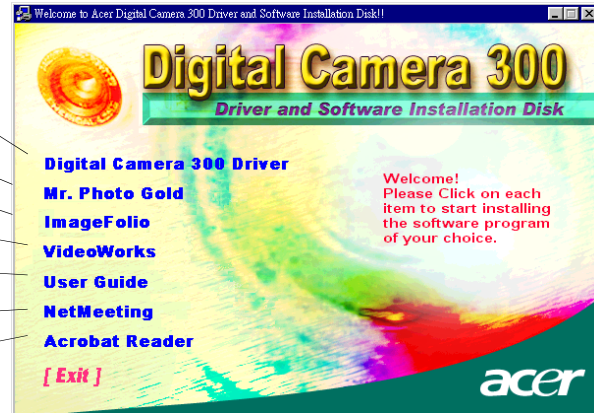 Welcome to Acer Digital Camera 300 Driver and Software Installation Disk!!
Digital Camera 300
Driver and Software Installation Disk
Digital Camera 300 Driver
Mr. Photo Gold
ImageFolio
VideoWorks
User Guide
NetMeeting
Acrobat Reader
[ Exit ]
Welcome!
Please Click on each
item to start installing
the software program
of your choice.
acer